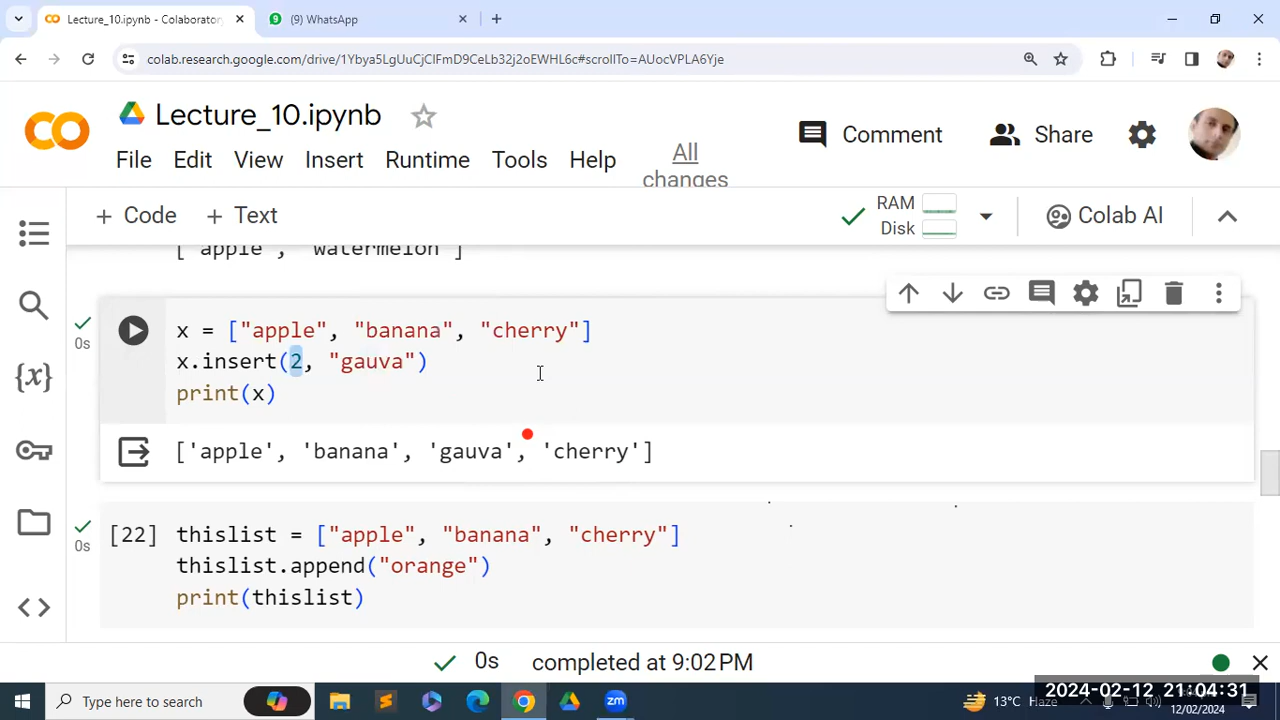 Lecture_10.ipynb - Colaborator
(9) WhatsApp
colab.research.google.com/drive/1Ybya5LgUuCjClFmD9CeLb32j2oEWHL6c#scrollTo=AUocVPLA6Yje
Lecture_10.ipynb
Comment
Share
File Edit View Insert Runtime Tools Help
All changes
+ Code + Text
RAM
Disk
Colab AI
['apple', 'watermelon']
x = ["apple", "banana", "cherry"]
0s
x.insert(2, "gauva")
print(x)
['apple', 'banana', 'gauva', 'cherry']
[22] thislist = ["apple", "banana", "cherry"]
0s
thislist.append("orange")
print(thislist)
0s completed at 9:02 PM
Type here to search
13°C Haze
2024-02-12 21:04:31
12/02/2024